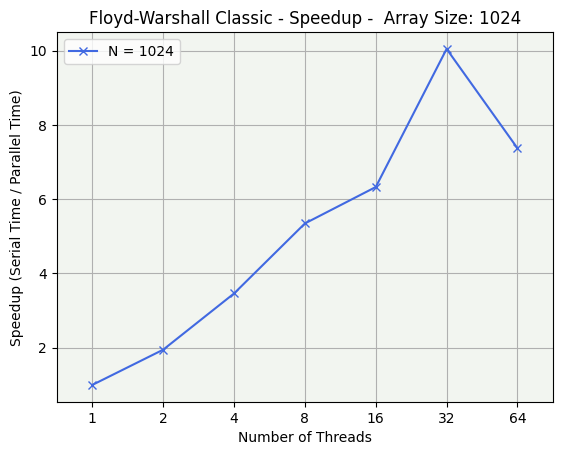 Floyd-Warshall Classic - Speedup -  Array Size: 1024
N = 1024
Speedup (Serial Time / Parallel Time)
10
8
6
4
2
1 2 4 8 16 32 64
Number of Threads